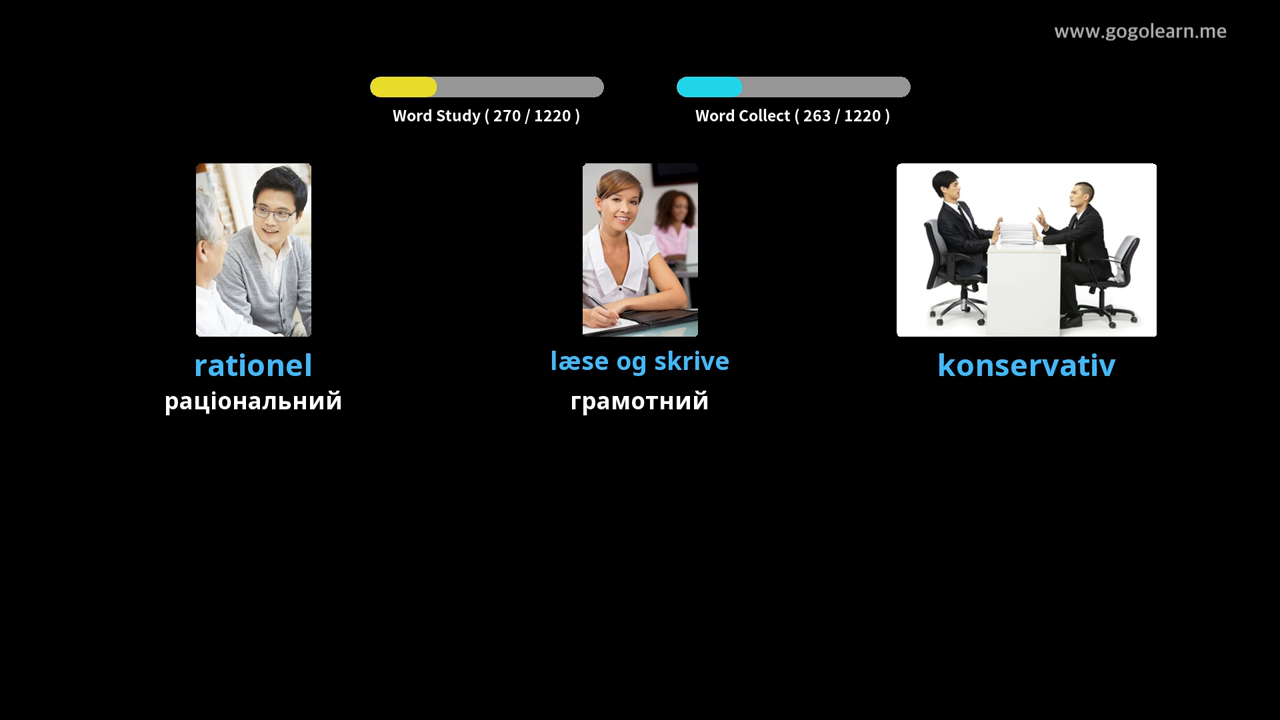 www.gogolearn.me
Word Study ( 270 / 1220 )
Word Collect ( 263 / 1220 )
rationel
раціональний
læse og skrive
грамотний
konservativ